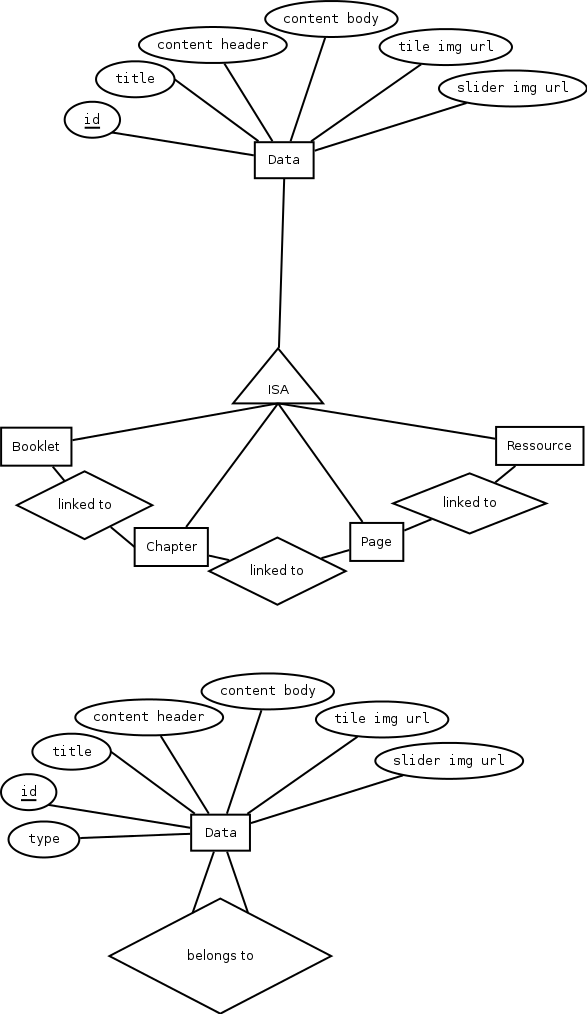 content body
content header
tile img url
title
slider img url
id
Data
ISA
Booklet
Ressource
linked to
linked to
Chapter
Page
linked to
content body
content header
tile img url
title
slider img url
id
type
Data
belongs to